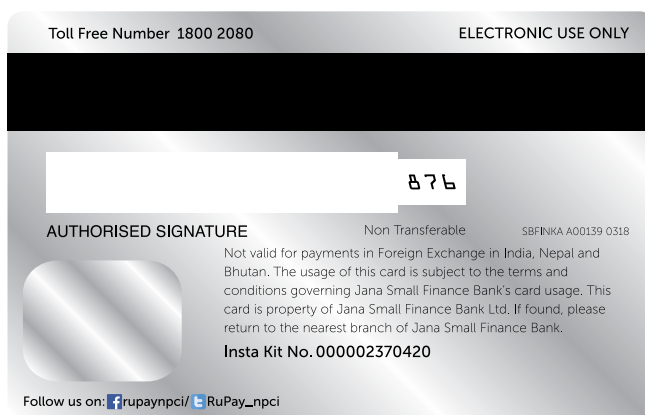 Toll Free Number 1800 2080 ELECTRONIC USE ONLY
876
AUTHORISED SIGNATURE Non Transferable SBFINKA A00139 0318
Not valid for payments in Foreign Exchange in India, Nepal and
Bhutan. The usage of this card is subject to the terms and
conditions governing Jana Small Finance Bank's card usage. This
card is property of Jana Small Finance Bank Ltd. If found, please
return to the nearest branch of Jana Small Finance Bank.
Insta Kit No. 000002370420
Follow us on: f rupaynpci/ RuPay_npci